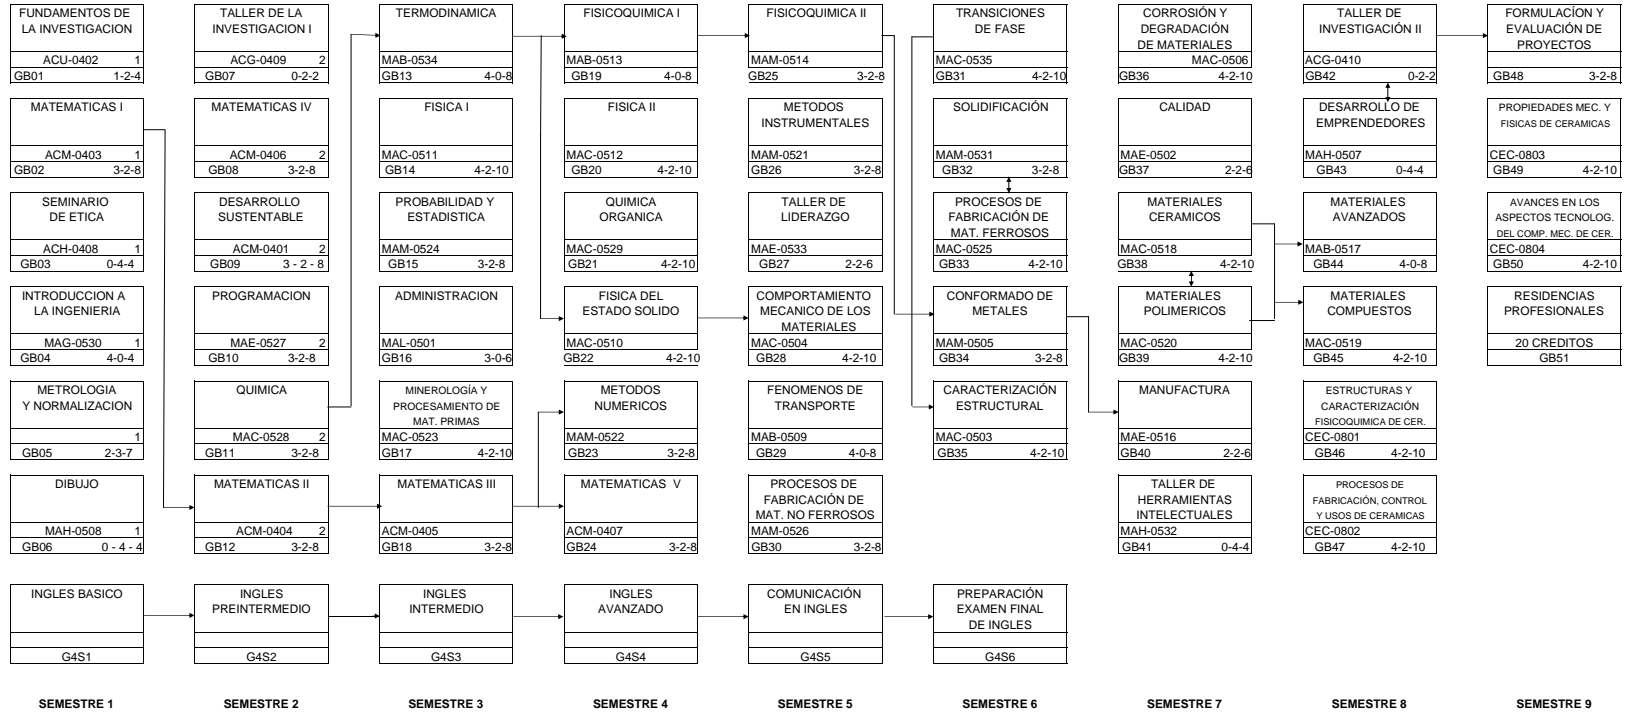 FUNDAMENTOS DE
LA INVESTIGACION
ACU-0402 1
GB01 1-2-4
MATEMATICAS I
ACM-0403 1
GB02 3-2-8
SEMINARIO
DE ETICA
ACH-0408 1
GB03 0-4-4
INTRODUCCION A
LA INGENIERIA
MAG-0530 1
GB04 4-0-4
METROLOGIA
Y NORMALIZACION
1
GB05 2-3-7
DIBUJO
MAH-0508 1
GB06 0 - 4 - 4
INGLES BASICO
G4S1
SEMESTRE 1
TALLER DE LA
INVESTIGACION I
ACG-0409 2
GB07 0-2-2
MATEMATICAS IV
ACM-0406 2
GB08 3-2-8
DESARROLLO
SUSTENTABLE
ACM-0401 2
GB09 3 - 2 - 8
PROGRAMACION
MAE-0527 2
GB10 3-2-8
QUIMICA
MAC-0528 2
GB11 3-2-8
MATEMATICAS II
ACM-0404 2
GB12 3-2-8
INGLES
PREINTERMEDIO
G4S2
SEMESTRE 2
TERMODINAMICA
MAB-0534
GB13 4-0-8
FISICA I
MAC-0511
GB14 4-2-10
PROBABILIDAD Y
ESTADISTICA
MAM-0524
GB15 3-2-8
ADMINISTRACION
MAL-0501
GB16 3-0-6
MINEROLOGÍA Y
PROCESAMIENTO DE
MAT. PRIMAS
MAC-0523
GB17 4-2-10
MATEMATICAS III
ACM-0405
GB18 3-2-8
INGLES
INTERMEDIO
G4S3
SEMESTRE 3
FISICOQUIMICA I
MAB-0513
GB19 4-0-8
FISICA II
MAC-0512
GB20 4-2-10
QUIMICA
ORGANICA
MAC-0529
GB21 4-2-10
FISICA DEL
ESTADO SOLIDO
MAC-0510
GB22 4-2-10
METODOS
NUMERICOS
MAM-0522
GB23 3-2-8
MATEMATICAS V
ACM-0407
GB24 3-2-8
INGLES
AVANZADO
G4S4
SEMESTRE 4
FISICOQUIMICA II
MAM-0514
GB25 3-2-8
METODOS
INSTRUMENTALES
MAM-0521
GB26 3-2-8
TALLER DE
LIDERAZGO
MAE-0533
GB27 2-2-6
COMPORTAMIENTO
MECANICO DE LOS
MATERIALES
MAC-0504
GB28 4-2-10
FENOMENOS DE
TRANSPORTE
MAB-0509
GB29 4-0-8
PROCESOS DE
FABRICACIÓN DE
MAT. NO FERROSOS
MAM-0526
GB30 3-2-8
COMUNICACIÓN
EN INGLES
G4S5
SEMESTRE 5
TRANSICIONES
DE FASE
MAC-0535
GB31 4-2-10
SOLIDIFICACIÓN
MAM-0531
GB32 3-2-8
PROCESOS DE
FABRICACIÓN DE
MAT. FERROSOS
MAC-0525
GB33 4-2-10
CONFORMADO DE
METALES
MAM-0505
GB34 3-2-8
CARACTERIZACIÓN
ESTRUCTURAL
MAC-0503
GB35 4-2-10
PREPARACIÓN
EXAMEN FINAL
DE INGLES
G4S6
SEMESTRE 6
CORROSIÓN Y
DEGRADACIÓN
DE MATERIALES
MAC-0506
GB36 4-2-10
CALIDAD
MAE-0502
GB37 2-2-6
MATERIALES
CERAMICOS
MAC-0518
GB38 4-2-10
MATERIALES
POLIMERICOS
MAC-0520
GB39 4-2-10
MANUFACTURA
MAE-0516
GB40 2-2-6
TALLER DE
HERRAMIENTAS
INTELECTUALES
MAH-0532
GB41 0-4-4
SEMESTRE 7
TALLER DE
INVESTIGACIÓN II
ACG-0410
GB42 0-2-2
DESARROLLO DE
EMPRENDEDORES
MAH-0507
GB43 0-4-4
MATERIALES
AVANZADOS
MAB-0517
GB44 4-0-8
MATERIALES
COMPUESTOS
MAC-0519
GB45 4-2-10
ESTRUCTURAS Y
CARACTERIZACIÓN
FISICOQUIMICA DE CER.
CEC-0801
GB46 4-2-10
PROCESOS DE
FABRICACIÓN, CONTROL
Y USOS DE CERAMICAS
CEC-0802
GB47 4-2-10
SEMESTRE 8
FORMULACÍON Y
EVALUACIÓN DE
PROYECTOS
GB48 3-2-8
PROPIEDADES MEC. Y
FISICAS DE CERAMICAS
CEC-0803
GB49 4-2-10
AVANCES EN LOS
ASPECTOS TECNOLOG.
DEL COMP. MEC. DE CER.
CEC-0804
GB50 4-2-10
RESIDENCIAS
PROFESIONALES
20 CREDITOS
GB51
SEMESTRE 9